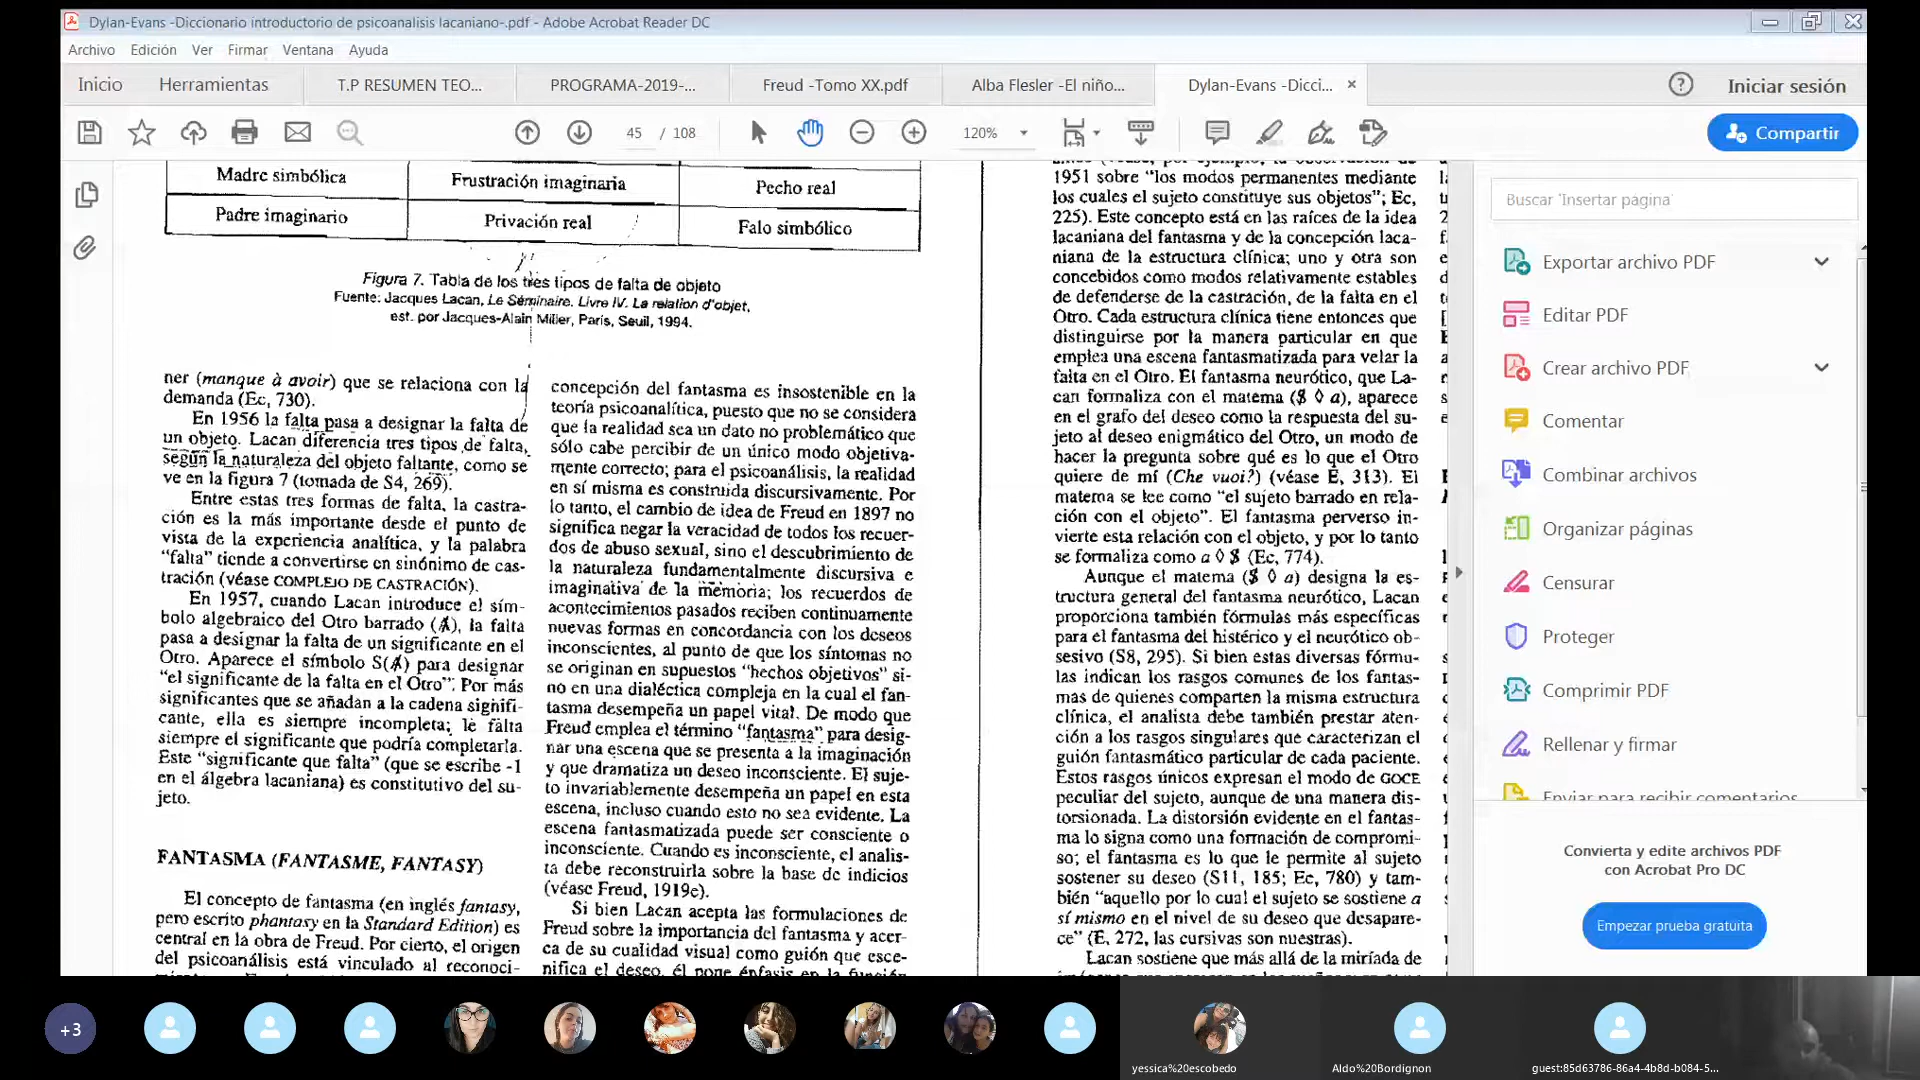 Dylan-Evans -Diccionario introductorio de psicoanalisis lacaniano-.pdf - Adobe Acrobat Reader DC
Archivo Edición Ver Firmar Ventana Ayuda
Inicio Herramientas T.P RESUMEN TEO... PROGRAMA-2019-... Freud -Tomo XX.pdf Alba Flesler -El niño... Dylan-Evans -Dicci... × Iniciar sesión
45 / 108 120% Compartir
Madre simbólica Frustración imaginaria Pecho real
Padre imaginario Privación real Falo simbólico
Figura 7. Tabla de los tres tipos de falta de objeto
Fuente: Jacques Lacan, Le Séminaire. Livre IV. La relation d'objet,
est. por Jacques-Alain Miller, París, Seuil, 1994.
ner (manque à avoir) que se relaciona con la
demanda (Ec, 730).
En 1956 la falta pasa a designar la falta de
un objeto. Lacan diferencia tres tipos de falta,
según la naturaleza del objeto faltante, como se
ve en la figura 7 (tomada de S4, 269).
Entre estas tres formas de falta, la castra-
ción es la más importante desde el punto de
vista de la experiencia analítica, y la palabra
"falta" tiende a convertirse en sinónimo de cas-
tración (véase COMPLEJO DE CASTRACIÓN).
En 1957, cuando Lacan introduce el sím-
bolo algebraico del Otro barrado (Ⱥ), la falta
pasa a designar la falta de un significante en el
Otro. Aparece el símbolo S(Ⱥ) para designar
"el significante de la falta en el Otro". Por más
significantes que se añadan a la cadena signifi-
cante, ella es siempre incompleta; le falta
siempre el significante que podría completarla.
Este "significante que falta" (que se escribe -1
en el álgebra lacaniana) es constitutivo del su-
jeto.
FANTASMA (FANTASME, FANTASY)
El concepto de fantasma (en inglés fantasy,
pero escrito phantasy en la Standard Edition) es
central en la obra de Freud. Por cierto, el origen
del psicoanálisis está vinculado al reconoci-
concepción del fantasma es insostenible en la
teoría psicoanalítica, puesto que no se considera
que la realidad sea un dato no problemático que
sólo cabe percibir de un único modo objetiva-
mente correcto; para el psicoanálisis, la realidad
en sí misma es construida discursivamente. Por
lo tanto, el cambio de idea de Freud en 1897 no
significa negar la veracidad de todos los recuer-
dos de abuso sexual, sino el descubrimiento de
la naturaleza fundamentalmente discursiva e
imaginativa de la memoria; los recuerdos de
acontecimientos pasados reciben continuamente
nuevas formas en concordancia con los deseos
inconscientes, al punto de que los síntomas no
se originan en supuestos "hechos objetivos" si-
no en una dialéctica compleja en la cual el fan-
tasma desempeña un papel vital. De modo que
Freud emplea el término "fantasma" para desig-
nar una escena que se presenta a la imaginación
y que dramatiza un deseo inconsciente. El suje-
to invariablemente desempeña un papel en esta
escena, incluso cuando esto no sea evidente. La
escena fantasmatizada puede ser consciente o
inconsciente. Cuando es inconsciente, el analis-
ta debe reconstruirla sobre la base de indicios
(véase Freud, 1919e).
Si bien Lacan acepta las formulaciones de
Freud sobre la importancia del fantasma y acer-
ca de su cualidad visual como guión que esce-
nifica el deseo, él pone énfasis en la función
1951 sobre "los modos permanentes mediante
los cuales el sujeto constituye sus objetos"; Ec,
225). Este concepto está en las raíces de la idea
lacaniana del fantasma y de la concepción laca-
niana de la estructura clínica; uno y otra son
concebidos como modos relativamente estables
de defenderse de la castración, de la falta en el
Otro. Cada estructura clínica tiene entonces que
distinguirse por la manera particular en que
emplea una escena fantasmatizada para velar la
falta en el Otro. El fantasma neurótico, que La-
can formaliza con el matema ($ ◊ a), aparece
en el grafo del deseo como la respuesta del su-
jeto al deseo enigmático del Otro, un modo de
hacer la pregunta sobre qué es lo que el Otro
quiere de mí (Che vuoi?) (véase E, 313). El
matema se lee como "el sujeto barrado en rela-
ción con el objeto". El fantasma perverso in-
vierte esta relación con el objeto, y por lo tanto
se formaliza como a ◊ $ (Ec, 774).
Aunque el matema ($ ◊ a) designa la es-
tructura general del fantasma neurótico, Lacan
proporciona también fórmulas más específicas
para el fantasma del histérico y el neurótico ob-
sesivo (S8, 295). Si bien estas diversas fórmu-
las indican los rasgos comunes de los fantas-
mas de quienes comparten la misma estructura
clínica, el analista debe también prestar aten-
ción a los rasgos singulares que caracterizan el
guión fantasmático particular de cada paciente.
Estos rasgos únicos expresan el modo de GOCE
peculiar del sujeto, aunque de una manera dis-
torsionada. La distorsión evidente en el fantas-
ma lo signa como una formación de compromi-
so; el fantasma es lo que le permite al sujeto
sostener su deseo (S11, 185; Ec, 780) y tam-
bién "aquello por lo cual el sujeto se sostiene a
sí mismo en el nivel de su deseo que desapare-
ce" (E, 272, las cursivas son nuestras).
Lacan sostiene que más allá de la miríada de
Buscar 'Insertar página'
Exportar archivo PDF
Editar PDF
Crear archivo PDF
Comentar
Combinar archivos
Organizar páginas
Censurar
Proteger
Comprimir PDF
Rellenar y firmar
Enviar para recibir comentarios
Convierta y edite archivos PDF
con Acrobat Pro DC
Empezar prueba gratuita
+3
yessica%20escobedo Aldo%20Bordignon guest:85d63786-86a4-4b8d-b084-5...